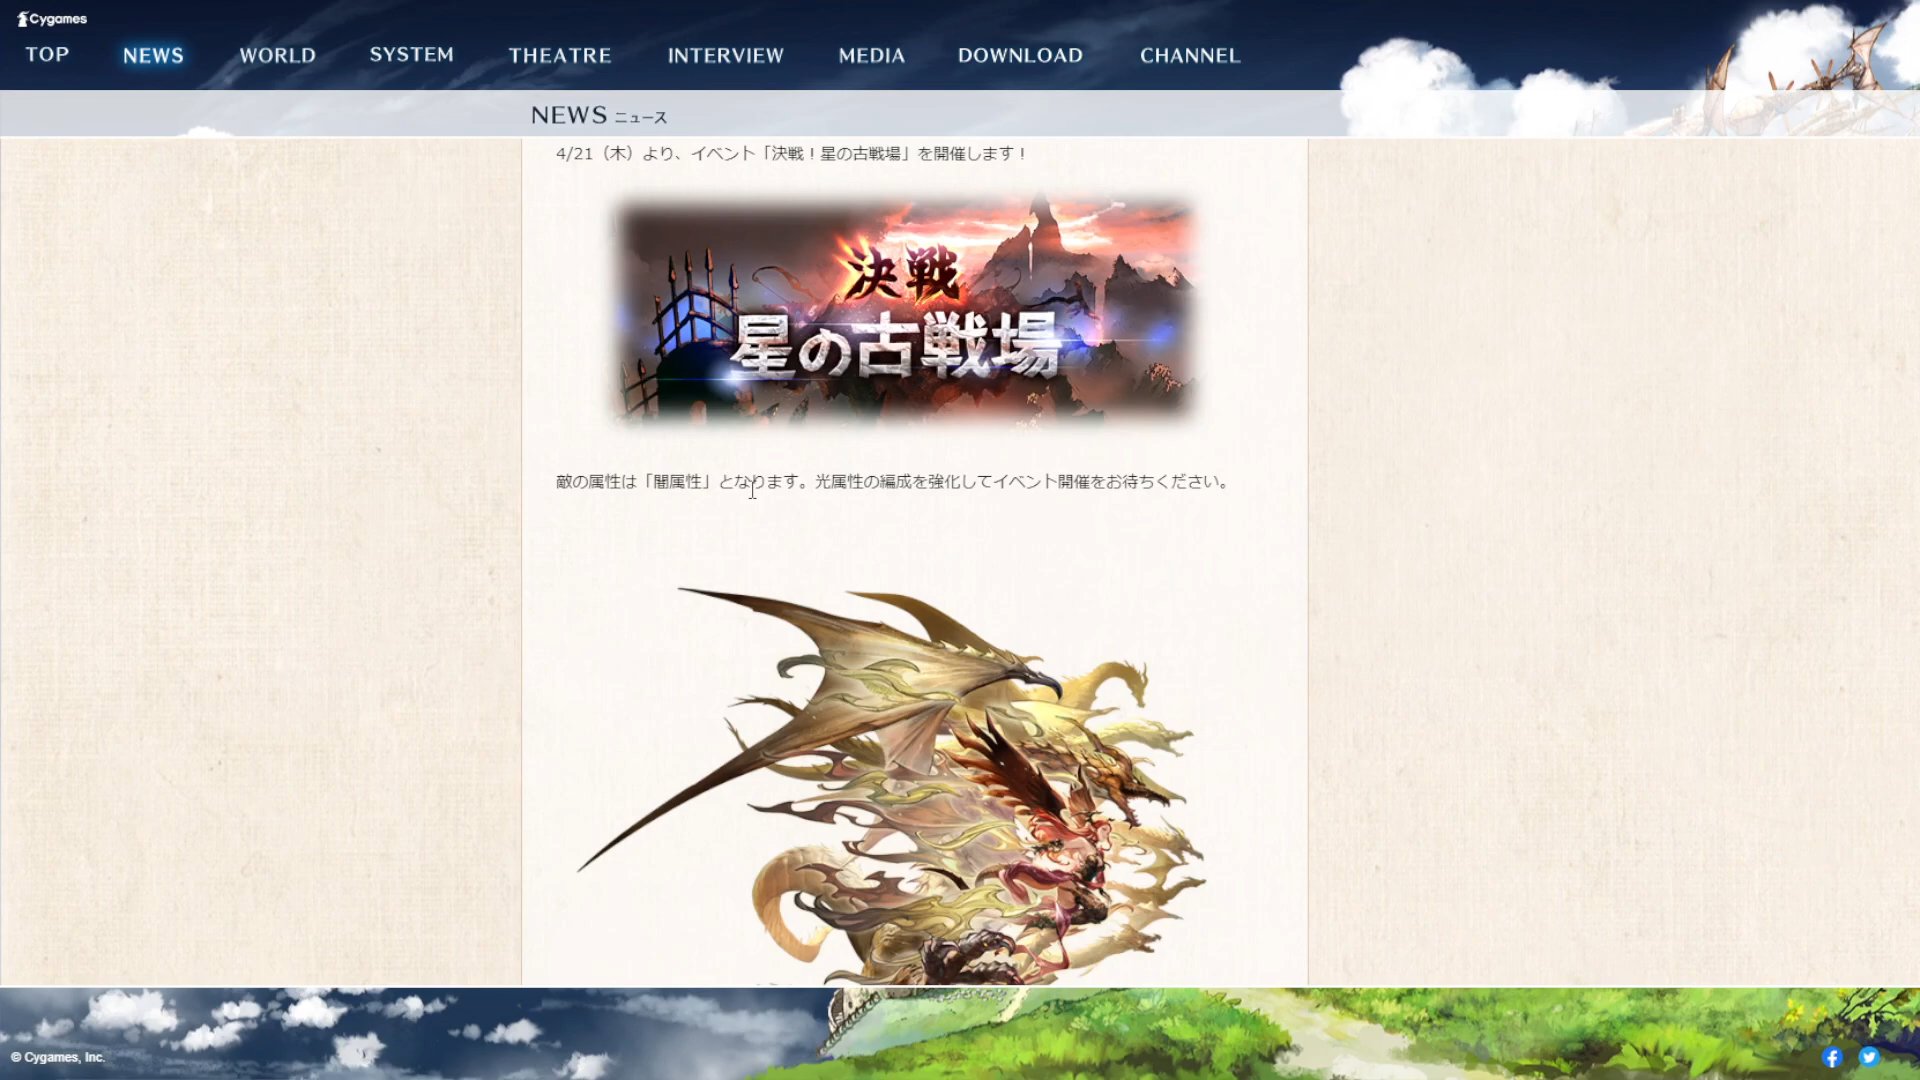 Cygames
TOP NEWS WORLD SYSTEM THEATRE INTERVIEW MEDIA DOWNLOAD CHANNEL
NEWS ニュース
4/21（木）より、イベント「決戦！星の古戦場」を開催します！
決戦
星の古戦場
敵の属性は「闇属性」となります。光属性の編成を強化してイベント開催をお待ちください。
© Cygames, Inc.